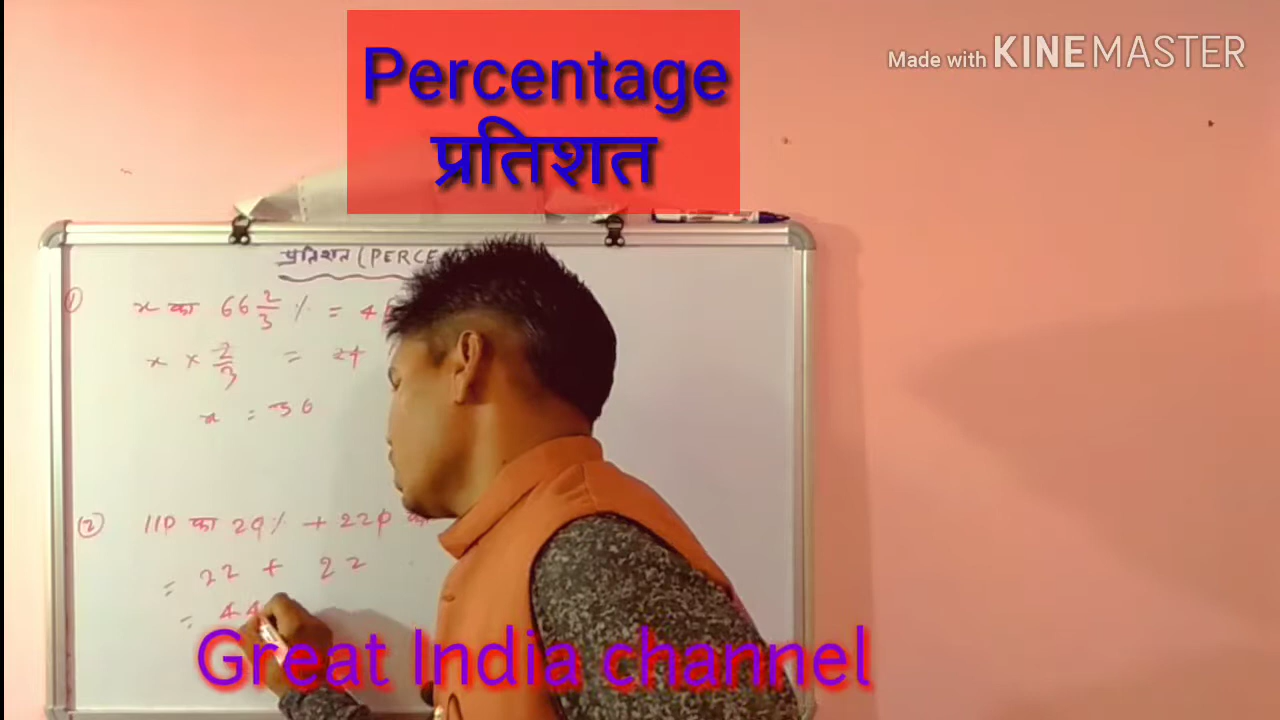 Percentage
प्रतिशत
Made with KINEMASTER
प्रतिशत (PERCE
① x का 66 2/3 % = 4
x × 2/3 = 24
x = 36
② 110 का 20% + 220 का
= 22 + 22
= 44
Great India channel